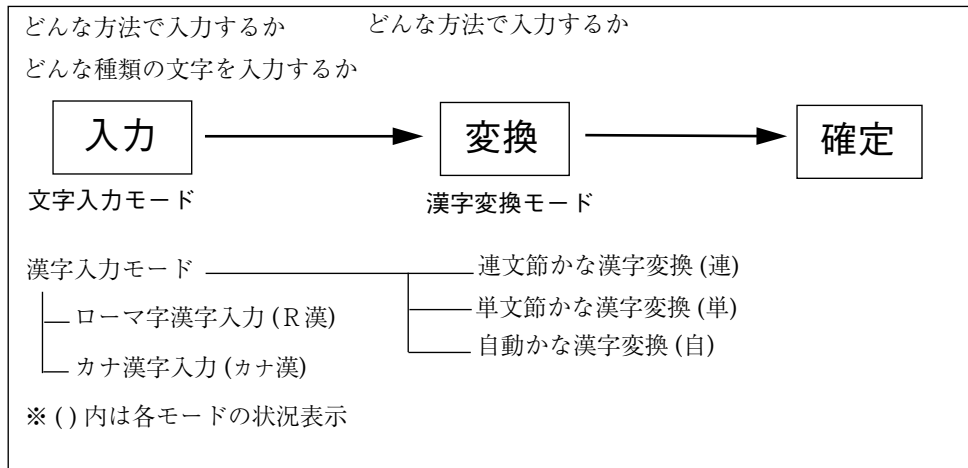 どんな方法で入力するか どんな方法で入力するか
どんな種類の文字を入力するか
入力 変換 確定
文字入力モード 漢字変換モード
漢字入力モード 連文節かな漢字変換 (連)
ローマ字漢字入力 (Ｒ漢) 単文節かな漢字変換 (単)
自動かな漢字変換 (自)
カナ漢字入力 (カナ漢)
※ ( ) 内は各モードの状況表示